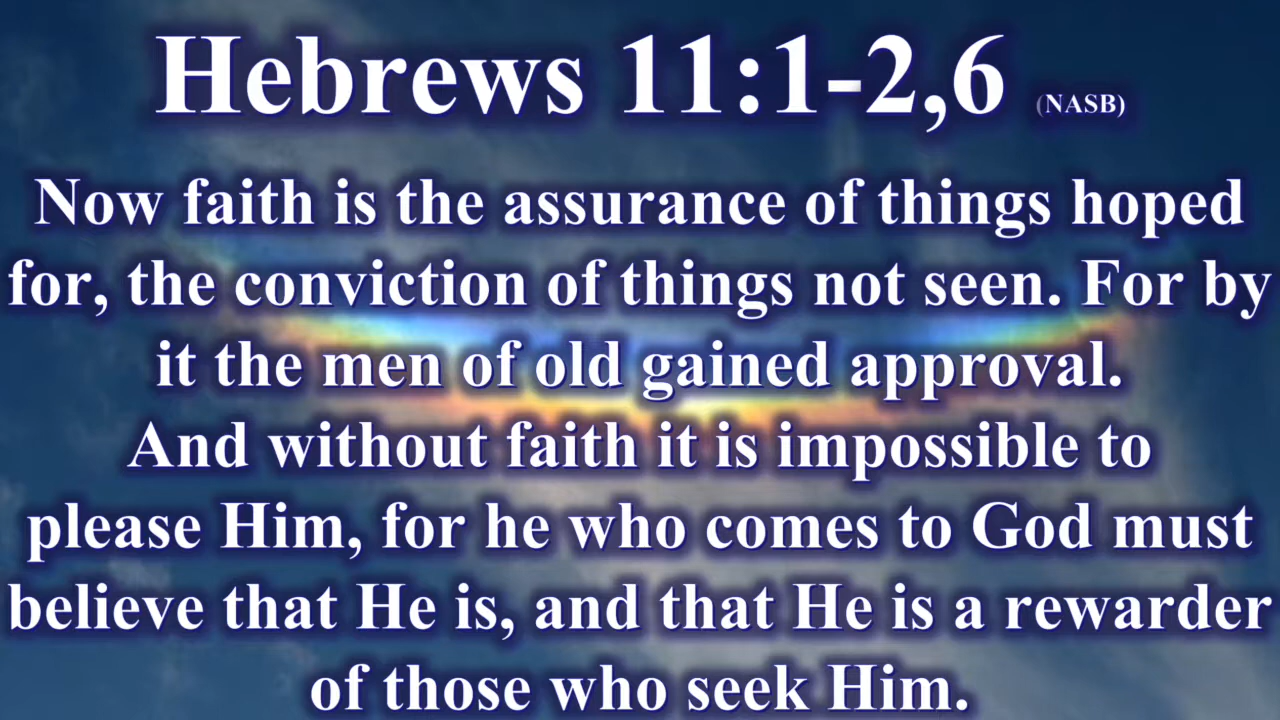 Hebrews 11:1-2,6 (NASB)
Now faith is the assurance of things hoped
for, the conviction of things not seen. For by
it the men of old gained approval.
And without faith it is impossible to
please Him, for he who comes to God must
believe that He is, and that He is a rewarder
of those who seek Him.